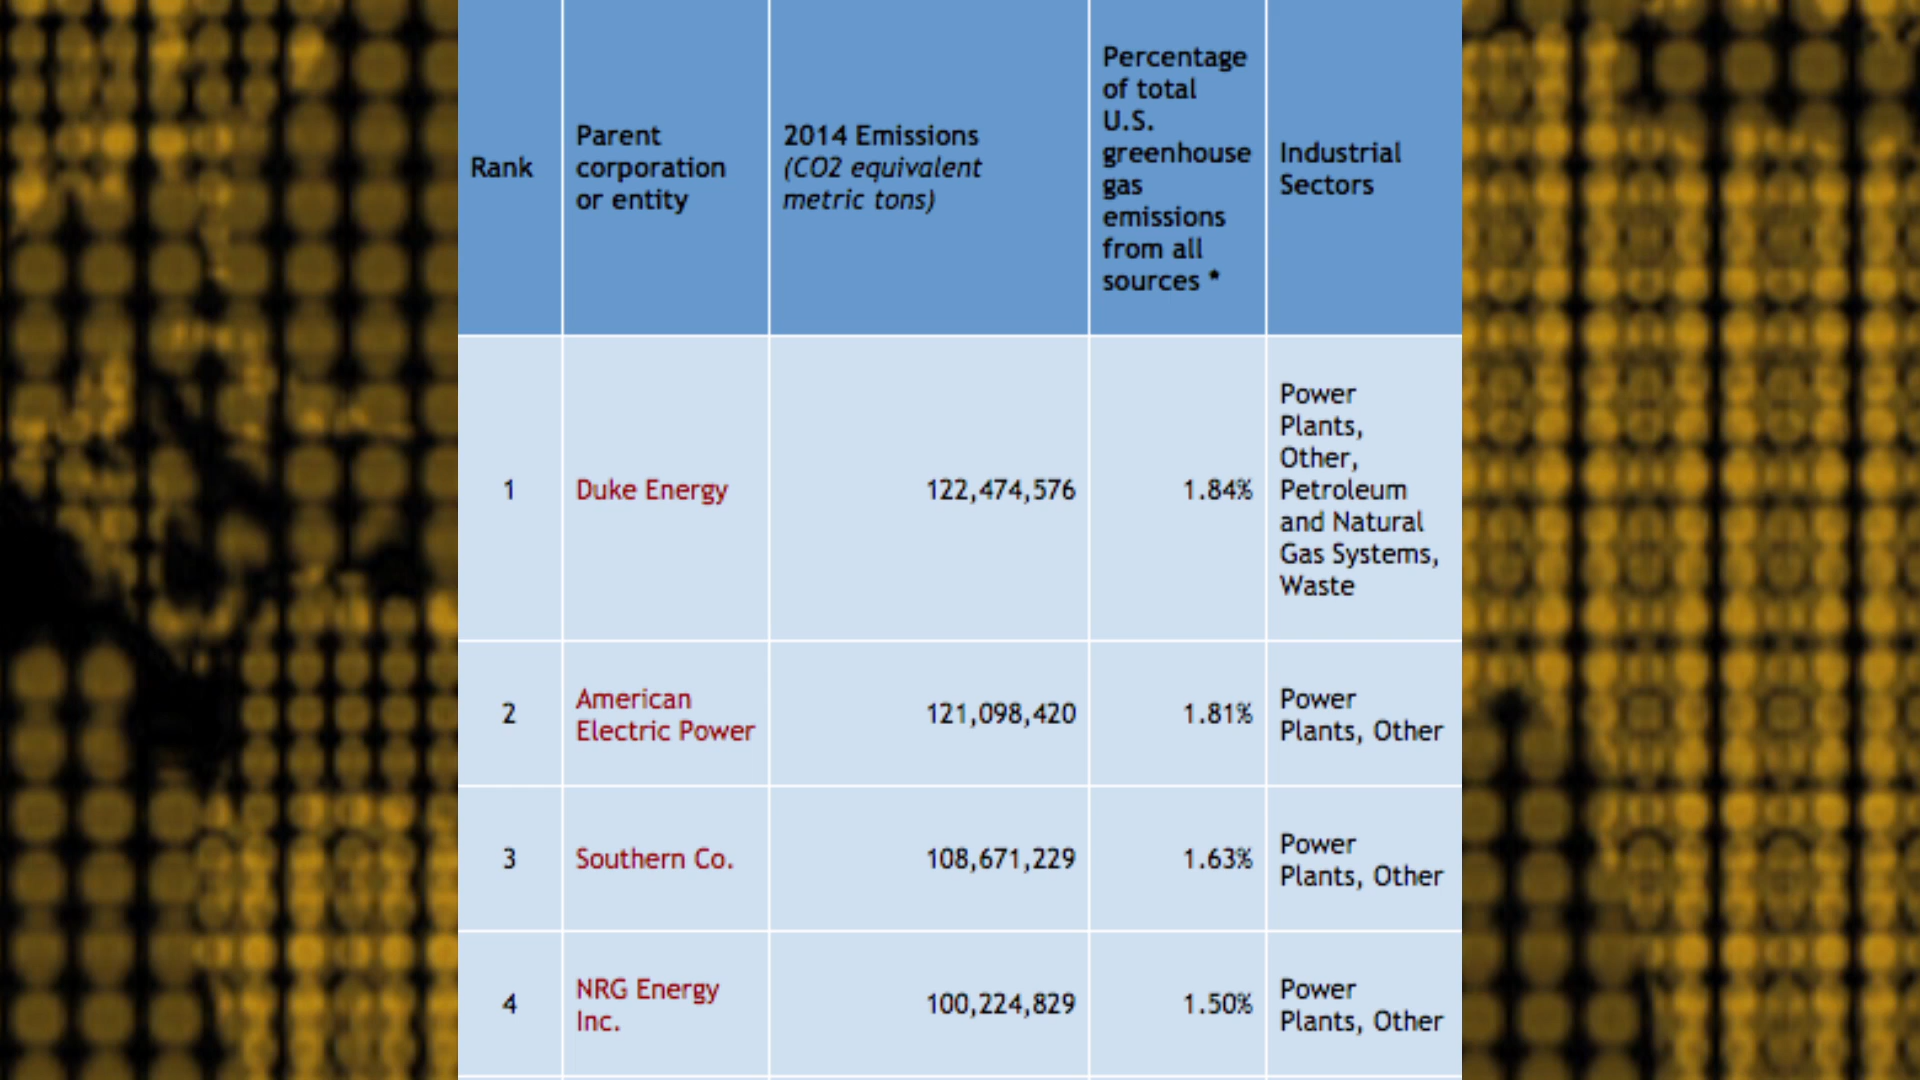 Rank
Parent
corporation
or entity
2014 Emissions
(CO2 equivalent
metric tons)
Percentage
of total
U.S.
greenhouse
gas
emissions
from all
sources *
Industrial
Sectors
1
Duke Energy
122,474,576
1.84%
Power
Plants,
Other,
Petroleum
and Natural
Gas Systems,
Waste
2
American
Electric Power
121,098,420
1.81%
Power
Plants, Other
3
Southern Co.
108,671,229
1.63%
Power
Plants, Other
4
NRG Energy
Inc.
100,224,829
1.50%
Power
Plants, Other